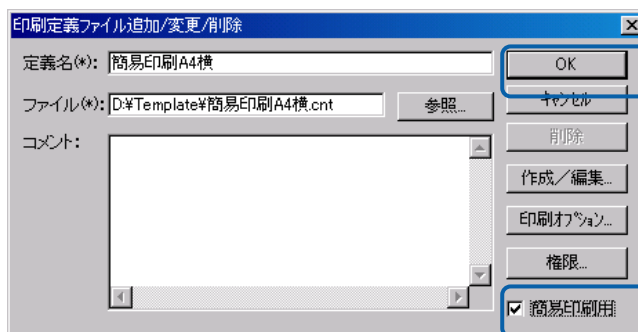 印刷定義ファイル追加/変更/削除
定義名(*): 簡易印刷A4横
OK
ファイル(*): D:¥Template¥簡易印刷A4横.cnt
参照...
キャンセル
コメント:
削除
作成/編集...
印刷オプション...
権限...
簡易印刷用